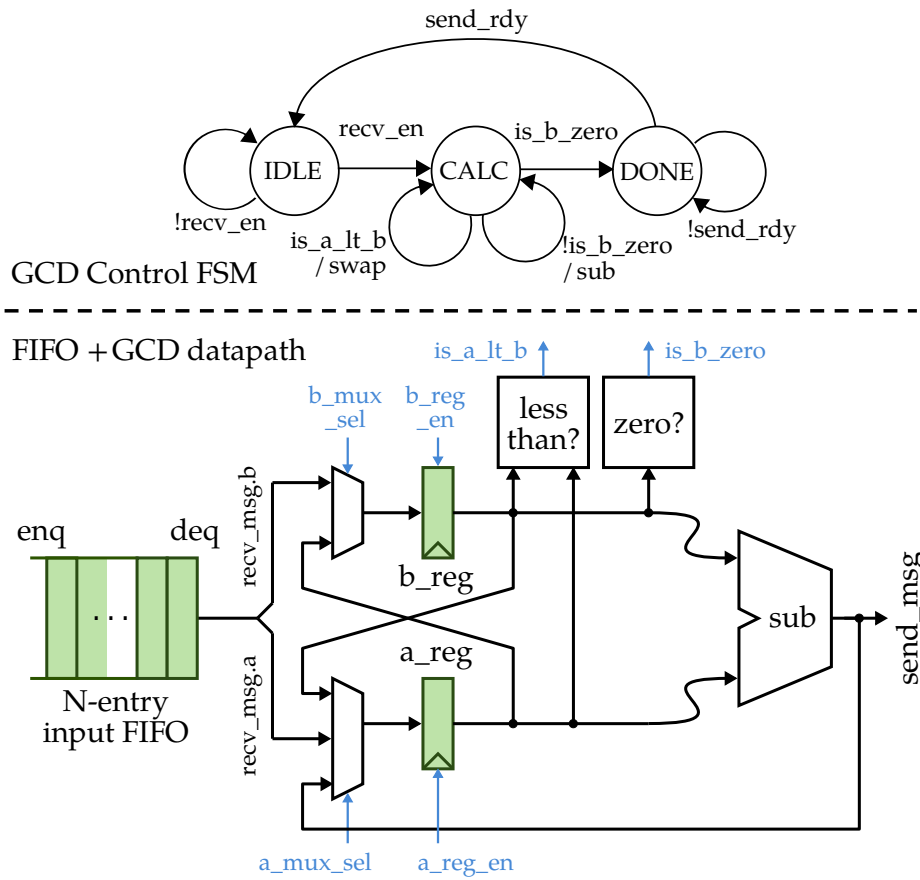 send_rdy
recv_en
is_b_zero
IDLE
CALC
DONE
!recv_en
is_a_lt_b
/swap
!is_b_zero
/sub
!send_rdy
GCD Control FSM
FIFO + GCD datapath
is_a_lt_b
is_b_zero
b_mux
_sel
b_reg
_en
less
than?
zero?
recv_msg.b
enq
deq
b_reg
...
sub
send_msg
a_reg
recv_msg.a
N-entry
input FIFO
a_mux_sel
a_reg_en